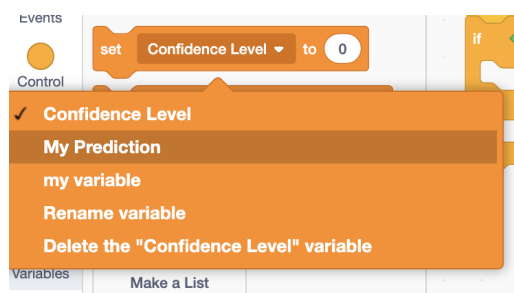 Events
set Confidence Level to 0
if
Control
✓ Confidence Level
My Prediction
my variable
Rename variable
Delete the "Confidence Level" variable
Variables
Make a List